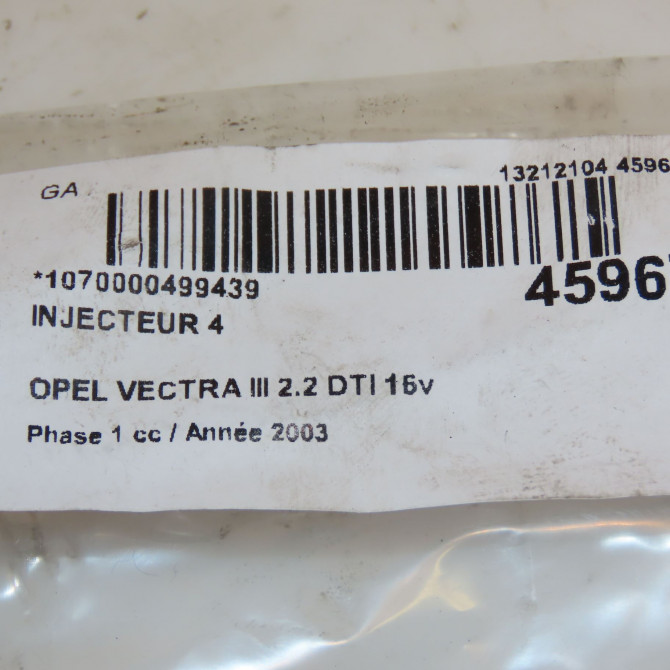 GA
13212104 4596
*1070000499439
4596
INJECTEUR 4
OPEL VECTRA III 2.2 DTI 16v
Phase 1 cc / Année 2003